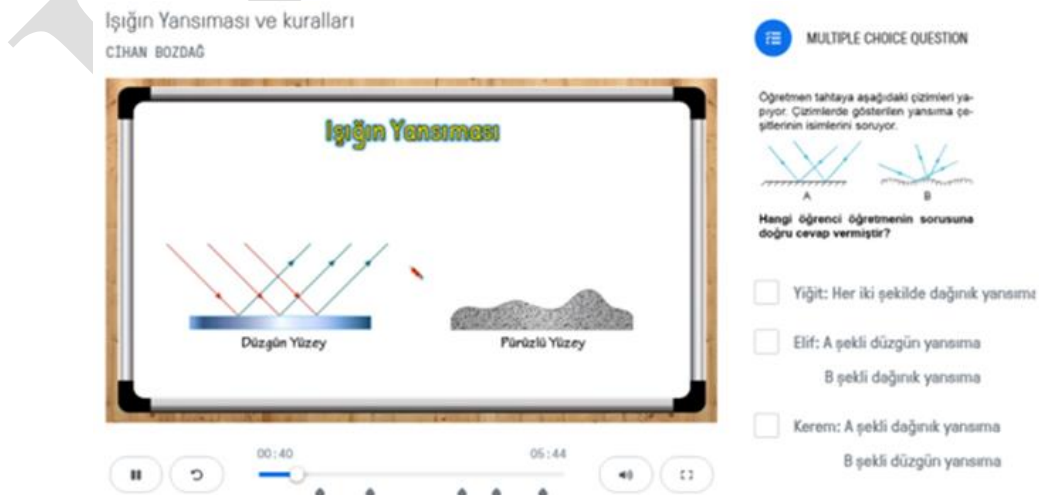 Işığın Yansıması ve kuralları
CİHAN BOZDAĞ
Işığın Yansıması
Düzgün Yüzey
Pürüzlü Yüzey
00:40
05:44
MULTIPLE CHOICE QUESTION
Öğretmen tahtaya aşağıdaki çizimleri ya-
pıyor. Çizimlerde gösterilen yansıma çe-
şitlerinin isimlerini soruyor.
A
B
Hangi öğrenci öğretmenin sorusuna
doğru cevap vermiştir?
Yiğit: Her iki şekilde dağınık yansıma
Elif: A şekli düzgün yansıma
B şekli dağınık yansıma
Kerem: A şekli dağınık yansıma
B şekli düzgün yansıma